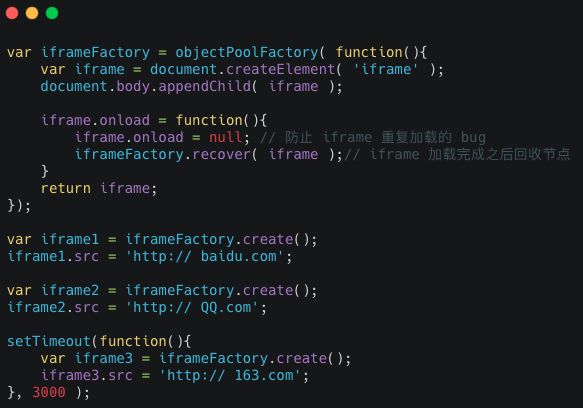 var iframeFactory = objectPoolFactory( function(){
    var iframe = document.createElement( 'iframe' );
    document.body.appendChild( iframe );

    iframe.onload = function(){
        iframe.onload = null; // 防止 iframe 重复加载的 bug
        iframeFactory.recover( iframe );// iframe 加载完成之后回收节点
    }
    return iframe;
});

var iframe1 = iframeFactory.create();
iframe1.src = 'http:// baidu.com';

var iframe2 = iframeFactory.create();
iframe2.src = 'http:// QQ.com';

setTimeout(function(){
    var iframe3 = iframeFactory.create();
    iframe3.src = 'http:// 163.com';
}, 3000 );